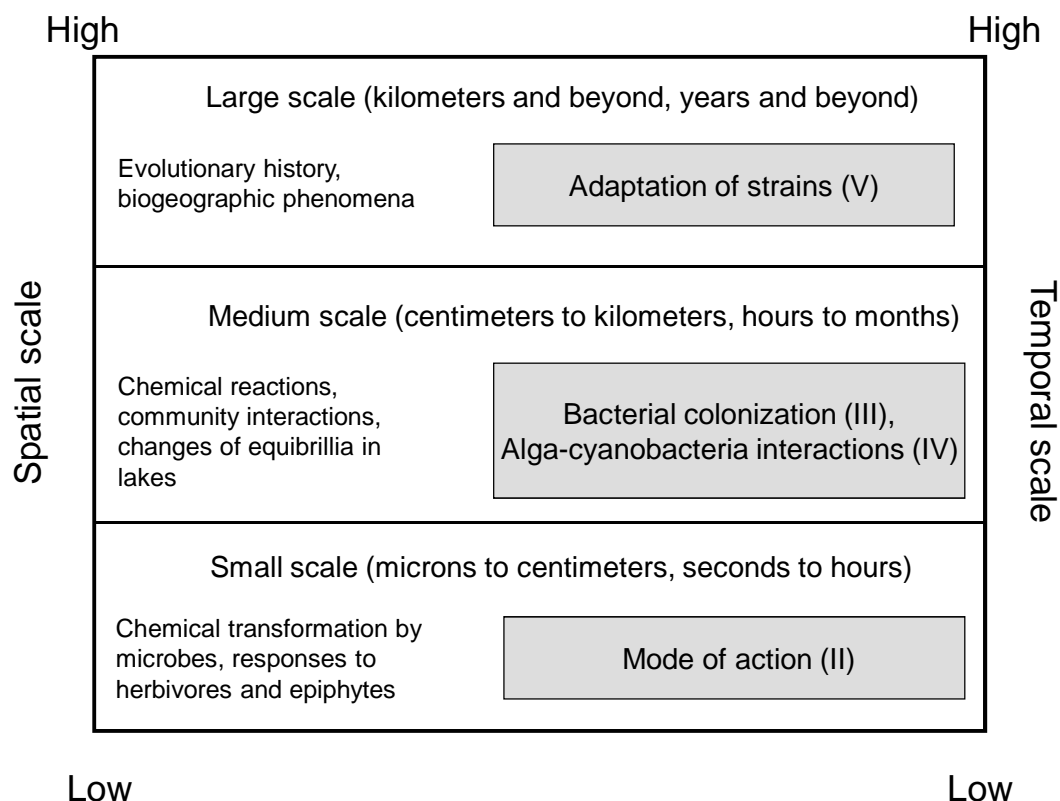 High
High
Large scale (kilometers and beyond, years and beyond)
Evolutionary history,
biogeographic phenomena
Adaptation of strains (V)
Spatial scale
Temporal scale
Medium scale (centimeters to kilometers, hours to months)
Chemical reactions,
community interactions,
changes of equibrillia in
lakes
Bacterial colonization (III),
Alga-cyanobacteria interactions (IV)
Small scale (microns to centimeters, seconds to hours)
Chemical transformation by
microbes, responses to
herbivores and epiphytes
Mode of action (II)
Low
Low